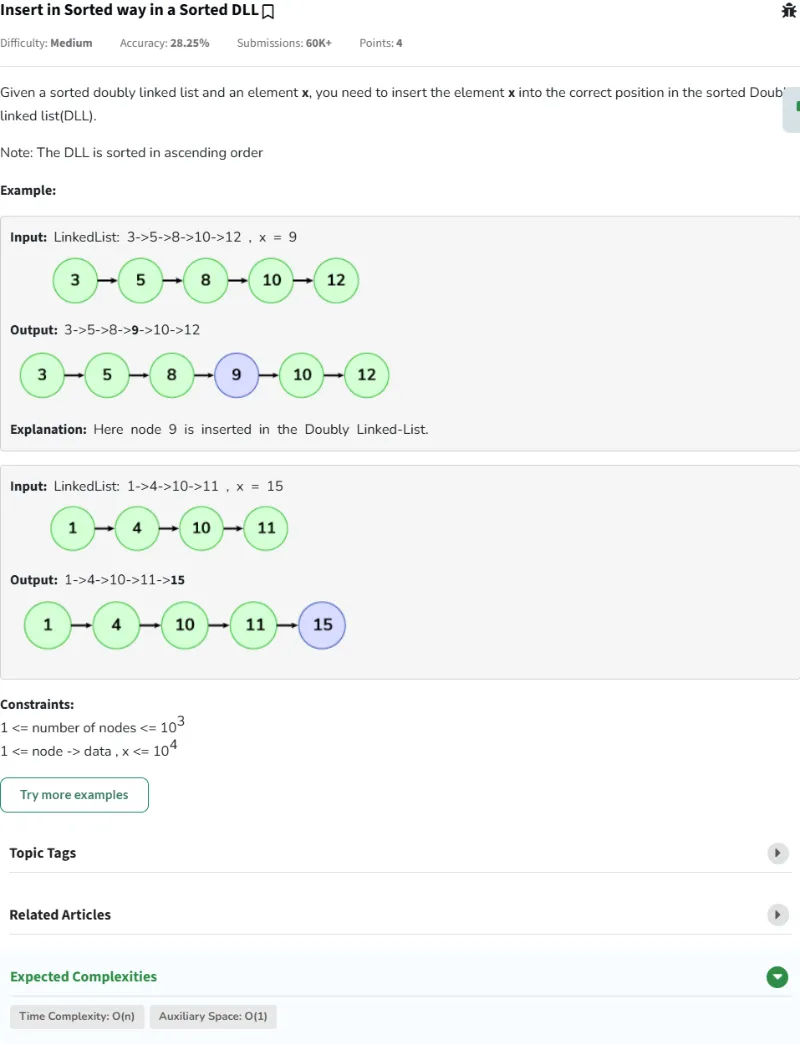 Insert in Sorted way in a Sorted DLL
Difficulty: Medium Accuracy: 28.25% Submissions: 60K+ Points: 4
Given a sorted doubly linked list and an element x, you need to insert the element x into the correct position in the sorted Doub
linked list(DLL).
Note: The DLL is sorted in ascending order
Example:
Input: LinkedList: 3->5->8->10->12 , x = 9
3 5 8 10 12
Output: 3->5->8->9->10->12
3 5 8 9 10 12
Explanation: Here node 9 is inserted in the Doubly Linked-List.
Input: LinkedList: 1->4->10->11 , x = 15
1 4 10 11
Output: 1->4->10->11->15
1 4 10 11 15
Constraints:
1 <= number of nodes <= 10^3
1 <= node -> data , x <= 10^4
Try more examples
Topic Tags
Related Articles
Expected Complexities
Time Complexity: O(n) Auxiliary Space: O(1)